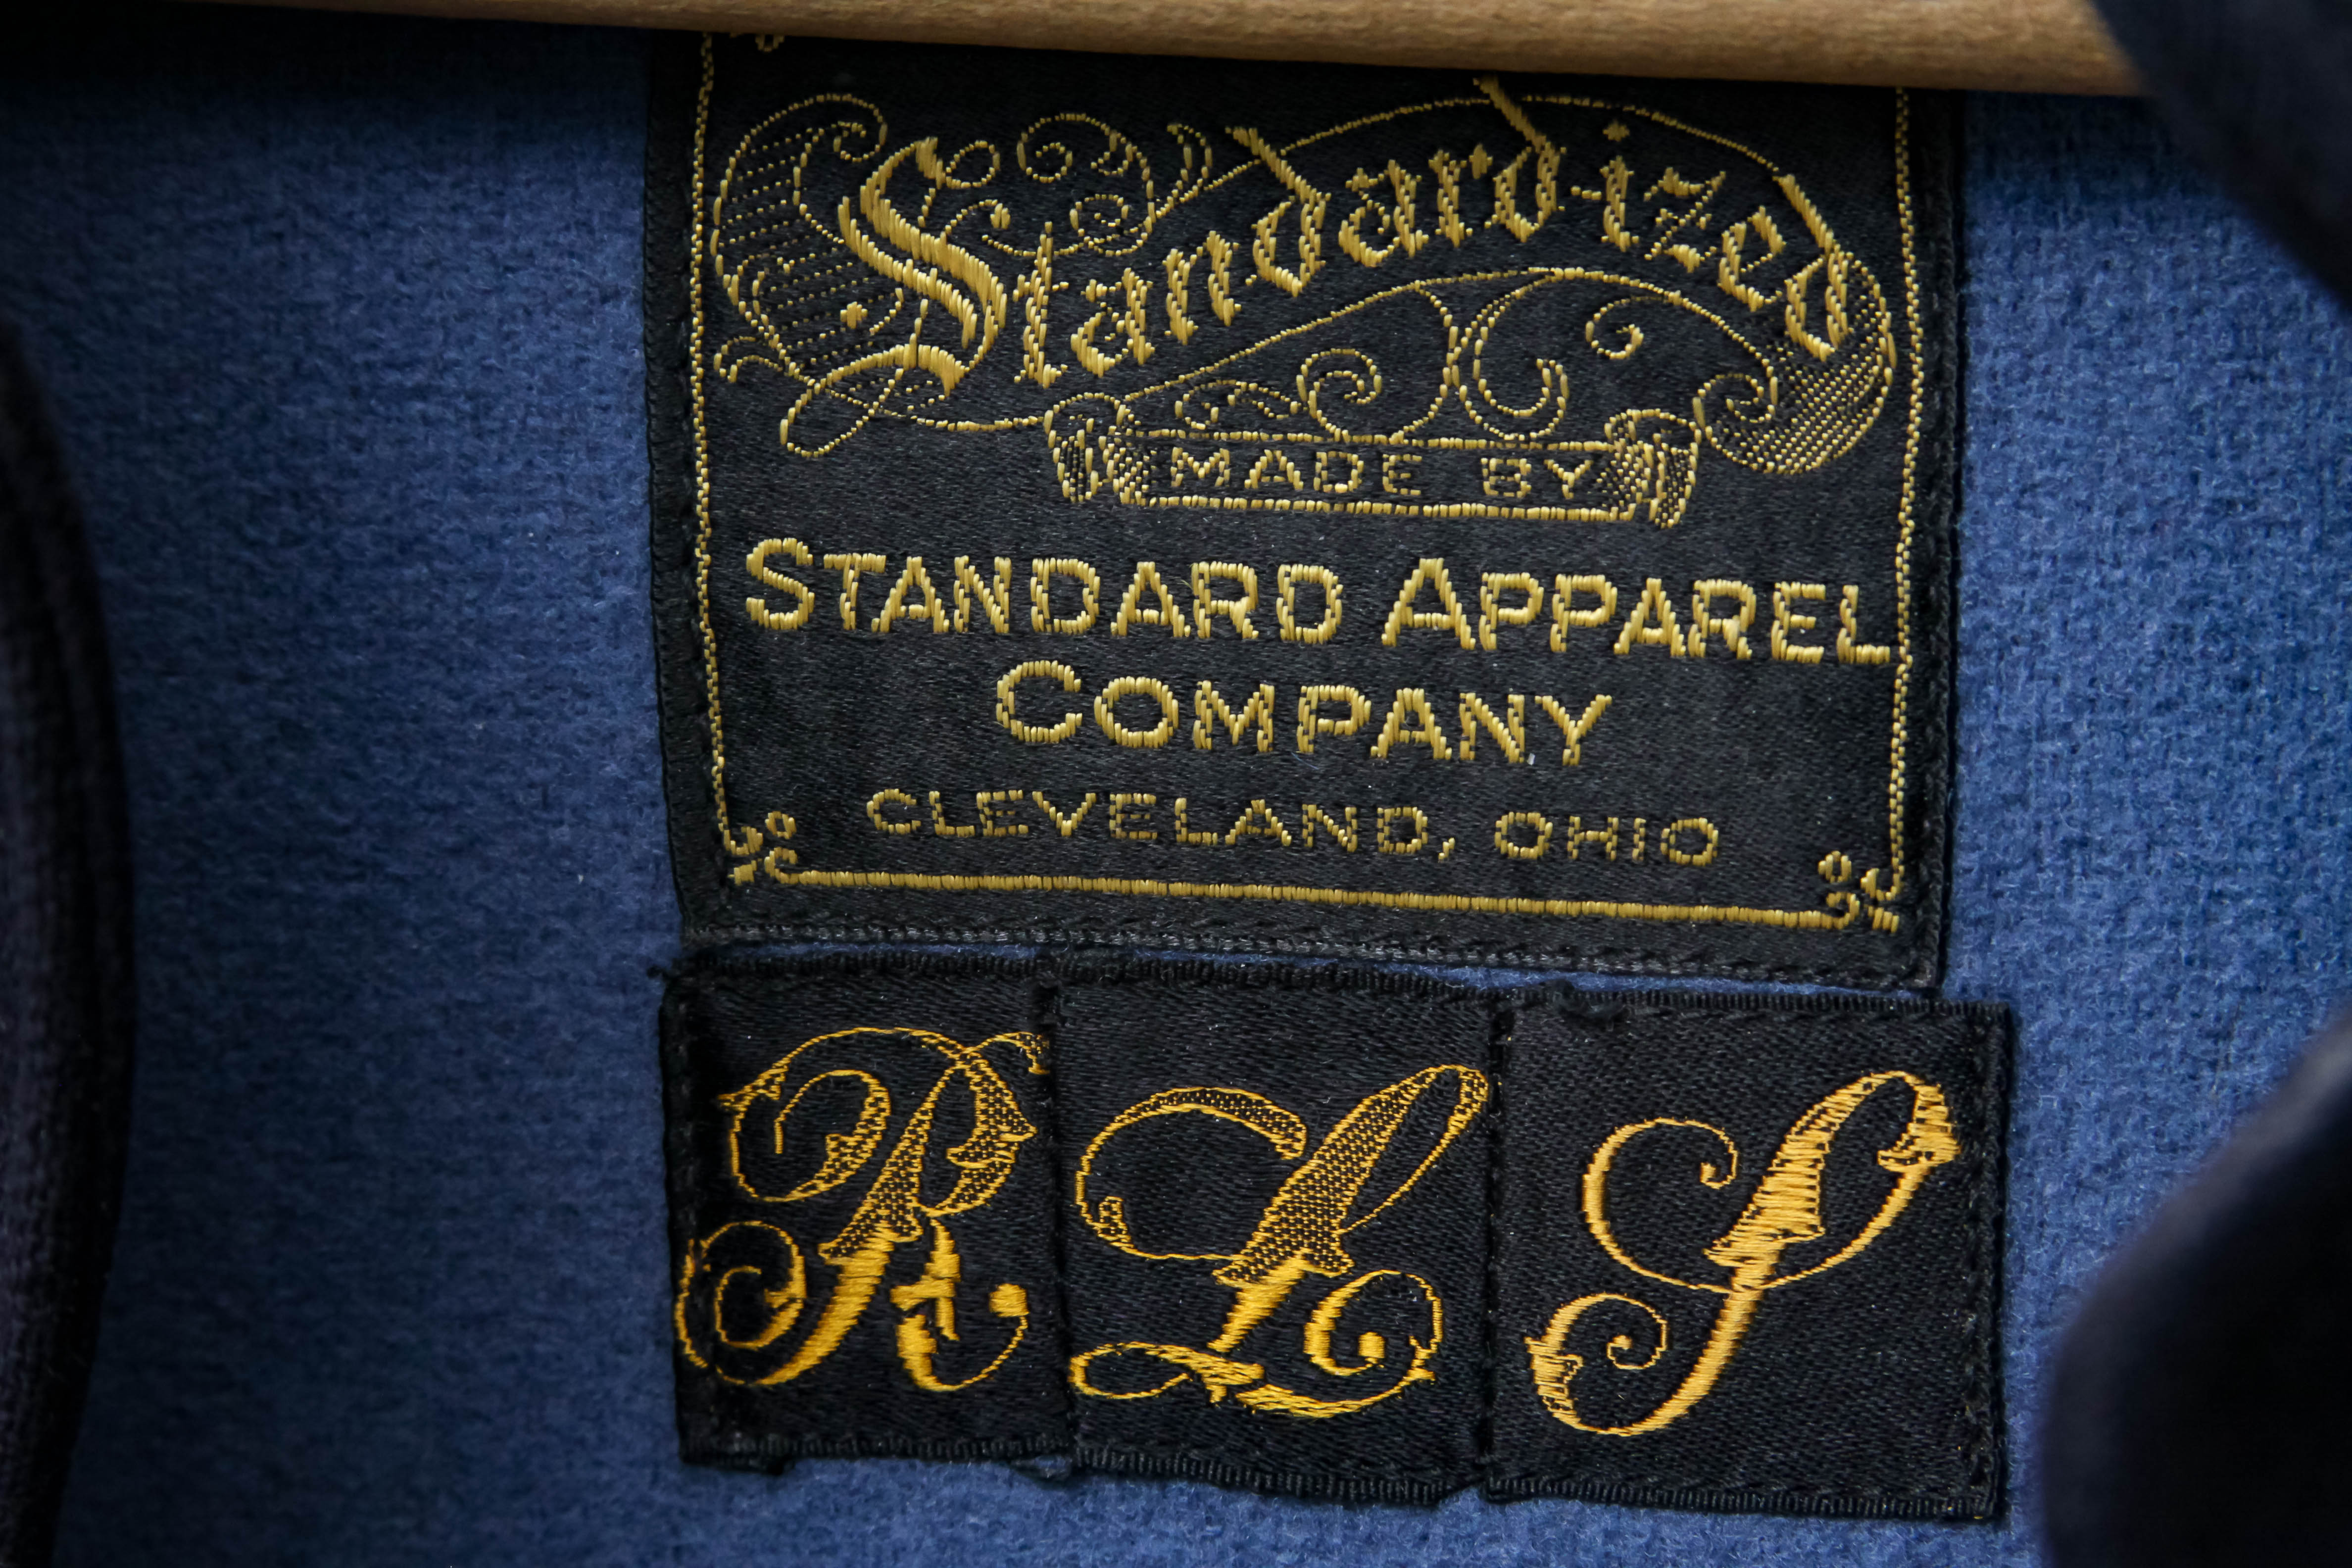 Standard-ized
MADE BY
STANDARD APPAREL
COMPANY
CLEVELAND, OHIO
R L S